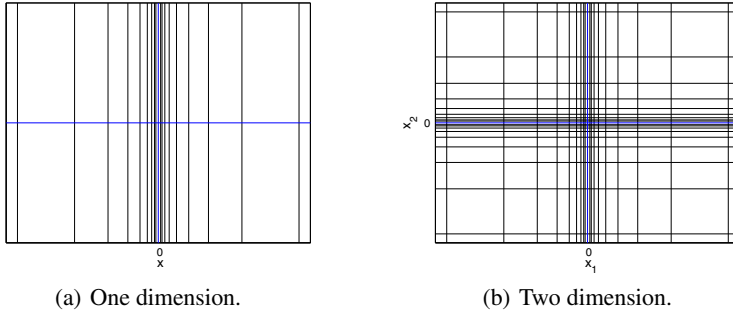 0
x
(a) One dimension.
x2
0
0
x1
(b) Two dimension.